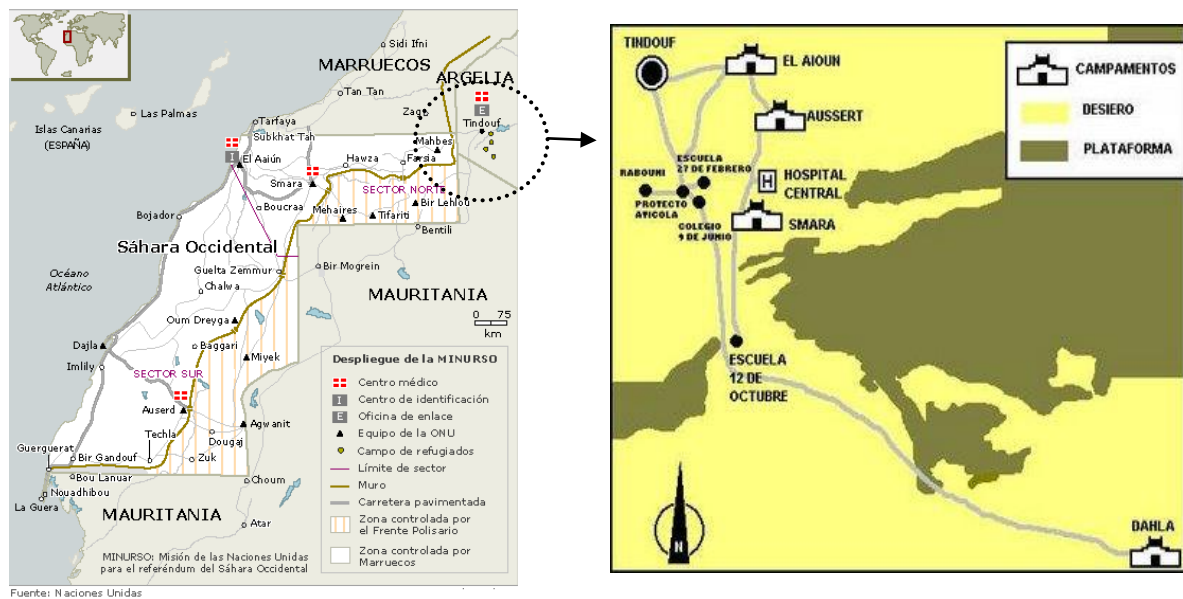 Sidi Ifni
MARRUECOS
ARGELIA
Tan Tan
Las Palmas
Zag
Islas Canarias
(ESPAÑA)
Tarfaya
Tindouf
E
Subkhat Tah
Mahbes
I
El Aaiún
Hawza
Farsia
Smara
SECTOR NORTE
Boucraa
Mehaires
Tifariti
Bir Lehlou
Bojador
Bentili
Sáhara Occidental
Océano
Atlántico
Guelta Zemmur
Bir Mogrein
Chalwa
MAURITANIA
Oum Dreyga
0 75
km
Dajla
Baggari
Imlily
Miyek
SECTOR SUR
Auserd
Techla
Agwanit
Dougaj
Guerguerat
Bir Gandouf
Zuk
Bou Lanuar
Choum
Nouadhibou
La Guera
MAURITANIA
Atar
Despliegue de la MINURSO
Centro médico
I Centro de identificación
E Oficina de enlace
Equipo de la ONU
Campo de refugiados
Límite de sector
Muro
Carretera pavimentada
Zona controlada por
el Frente Polisario
Zona controlada por
Marruecos
MINURSO: Misión de las Naciones Unidas
para el referéndum del Sáhara Occidental
Fuente: Naciones Unidas
TINDOUF
EL AIOUN
CAMPAMENTOS
DESIERO
PLATAFORMA
AUSSERT
ESCUELA
27 DE FEBRERO
RABOUNI
H
HOSPITAL
CENTRAL
PROTECTO
ATICOLA
COLEGIO
9 DE JUNIO
SMARA
ESCUELA
12 DE
OCTUBRE
DAHLA
N